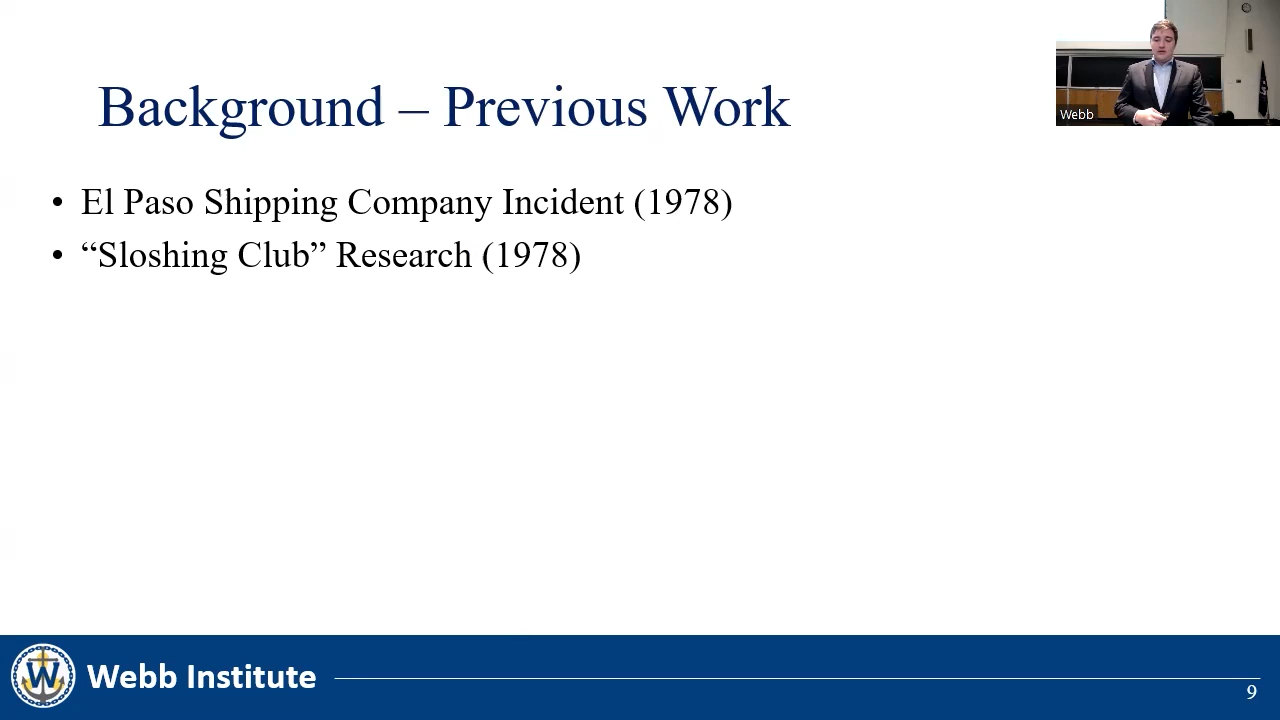 Background – Previous Work
Webb
• El Paso Shipping Company Incident (1978)
• “Sloshing Club” Research (1978)
W
Webb Institute
9